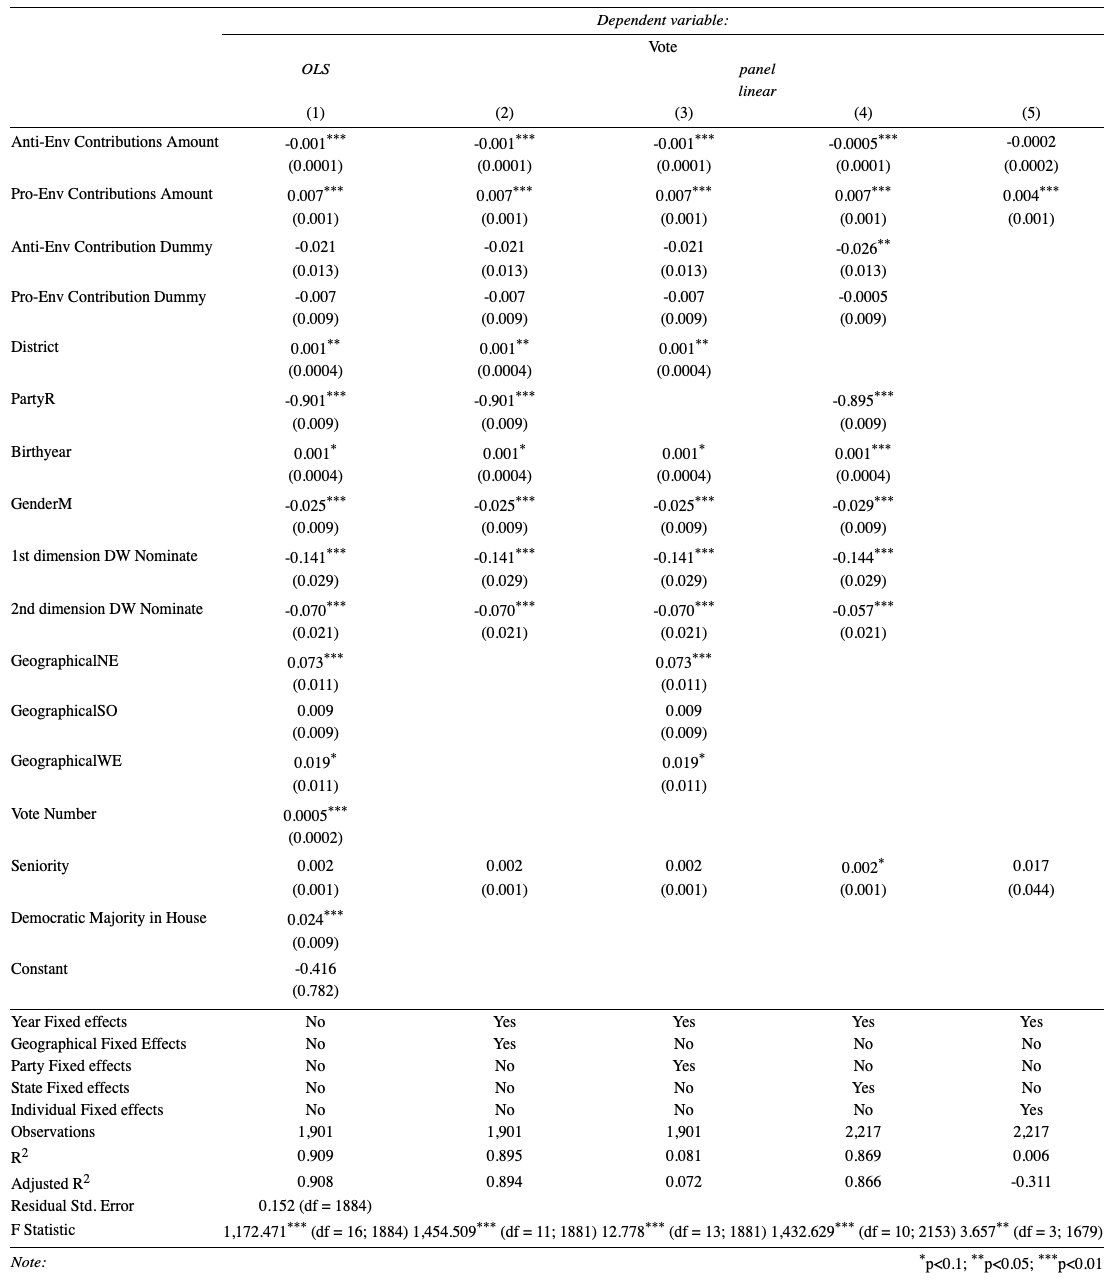 Dependent variable:
Vote
OLS panel
linear
(1) (2) (3) (4) (5)
Anti-Env Contributions Amount -0.001*** -0.001*** -0.001*** -0.0005*** -0.0002
(0.0001) (0.0001) (0.0001) (0.0001) (0.0002)
Pro-Env Contributions Amount 0.007*** 0.007*** 0.007*** 0.007*** 0.004***
(0.001) (0.001) (0.001) (0.001) (0.001)
Anti-Env Contribution Dummy -0.021 -0.021 -0.021 -0.026**
(0.013) (0.013) (0.013) (0.013)
Pro-Env Contribution Dummy -0.007 -0.007 -0.007 -0.0005
(0.009) (0.009) (0.009) (0.009)
District 0.001** 0.001** 0.001**
(0.0004) (0.0004) (0.0004)
PartyR -0.901*** -0.901*** -0.895***
(0.009) (0.009) (0.009)
Birthyear 0.001* 0.001* 0.001* 0.001***
(0.0004) (0.0004) (0.0004) (0.0004)
GenderM -0.025*** -0.025*** -0.025*** -0.029***
(0.009) (0.009) (0.009) (0.009)
1st dimension DW Nominate -0.141*** -0.141*** -0.141*** -0.144***
(0.029) (0.029) (0.029) (0.029)
2nd dimension DW Nominate -0.070*** -0.070*** -0.070*** -0.057***
(0.021) (0.021) (0.021) (0.021)
GeographicalNE 0.073*** 0.073***
(0.011) (0.011)
GeographicalSO 0.009 0.009
(0.009) (0.009)
GeographicalWE 0.019* 0.019*
(0.011) (0.011)
Vote Number 0.0005***
(0.0002)
Seniority 0.002 0.002 0.002 0.002* 0.017
(0.001) (0.001) (0.001) (0.001) (0.044)
Democratic Majority in House 0.024***
(0.009)
Constant -0.416
(0.782)
Year Fixed effects No Yes Yes Yes Yes
Geographical Fixed Effects No Yes No No No
Party Fixed effects No No Yes No No
State Fixed effects No No No Yes No
Individual Fixed effects No No No No Yes
Observations 1,901 1,901 1,901 2,217 2,217
R2 0.909 0.895 0.081 0.869 0.006
Adjusted R2 0.908 0.894 0.072 0.866 -0.311
Residual Std. Error 0.152 (df = 1884)
F Statistic 1,172.471*** (df = 16; 1884) 1,454.509*** (df = 11; 1881) 12.778*** (df = 13; 1881) 1,432.629*** (df = 10; 2153) 3.657** (df = 3; 1679)
Note: *p<0.1; **p<0.05; ***p<0.01